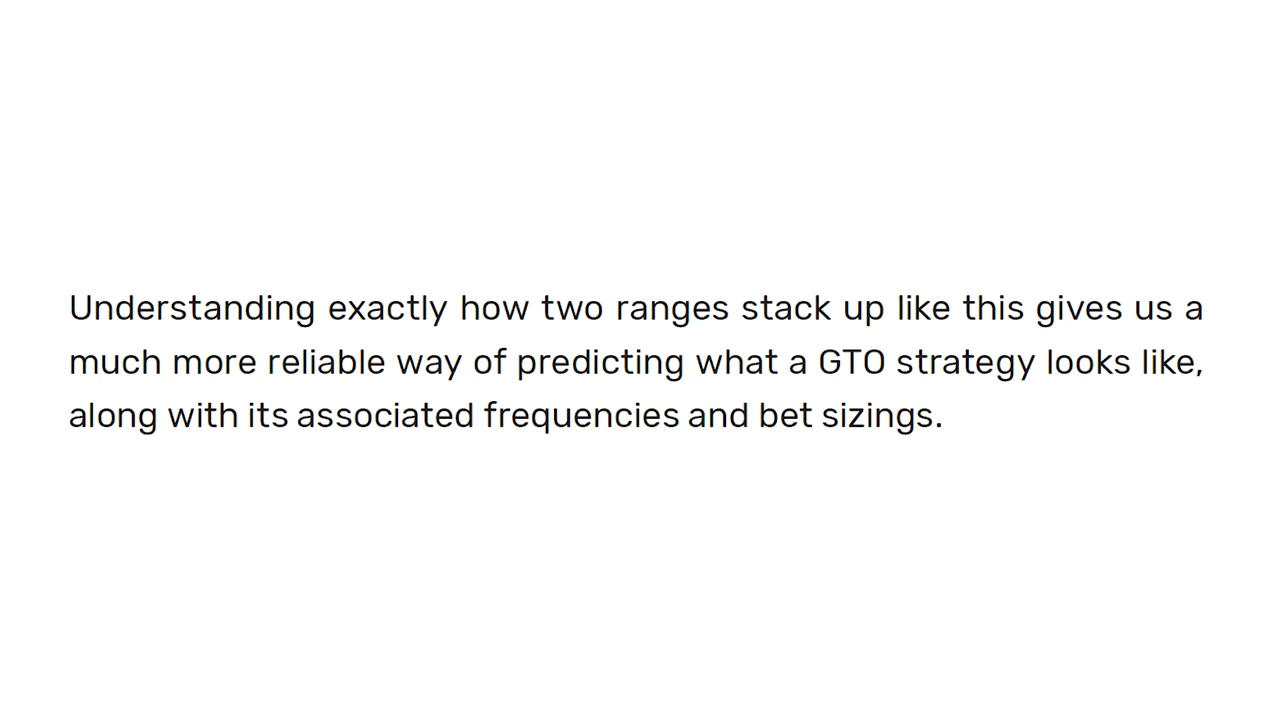 Understanding exactly how two ranges stack up like this gives us a
much more reliable way of predicting what a GTO strategy looks like,
along with its associated frequencies and bet sizings.